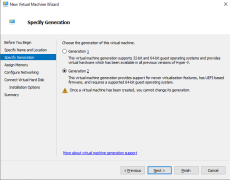 New Virtual Machine Wizard
Specify Generation
Before You Begin
Specify Name and Location
Specify Generation
Assign Memory
Configure Networking
Connect Virtual Hard Disk
Installation Options
Summary
Choose the generation of this virtual machine.
Generation 1
This virtual machine generation supports 32-bit and 64-bit guest operating systems and provides
virtual hardware which has been available in all previous versions of Hyper-V.
Generation 2
This virtual machine generation provides support for newer virtualization features, has UEFI-based
firmware, and requires a supported 64-bit guest operating system.
Once a virtual machine has been created, you cannot change its generation.
More about virtual machine generation support
< Previous
Next >
Finish
Cancel